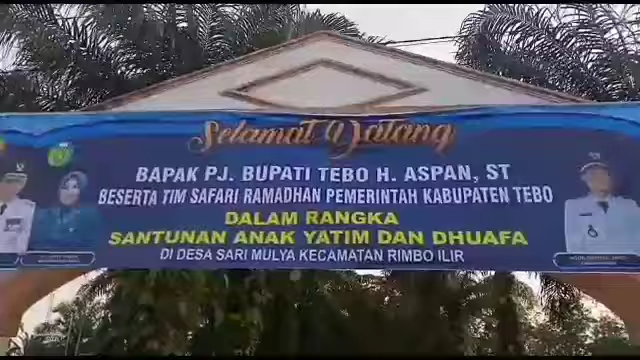 Selamat Datang
BAPAK PJ. BUPATI TEBO H. ASPAN, ST
BESERTA TIM SAFARI RAMADHAN PEMERINTAH KABUPATEN TEBO
DALAM RANGKA
SANTUNAN ANAK YATIM DAN DHUAFA
DI DESA SARI MULYA KECAMATAN RIMBO ILIR